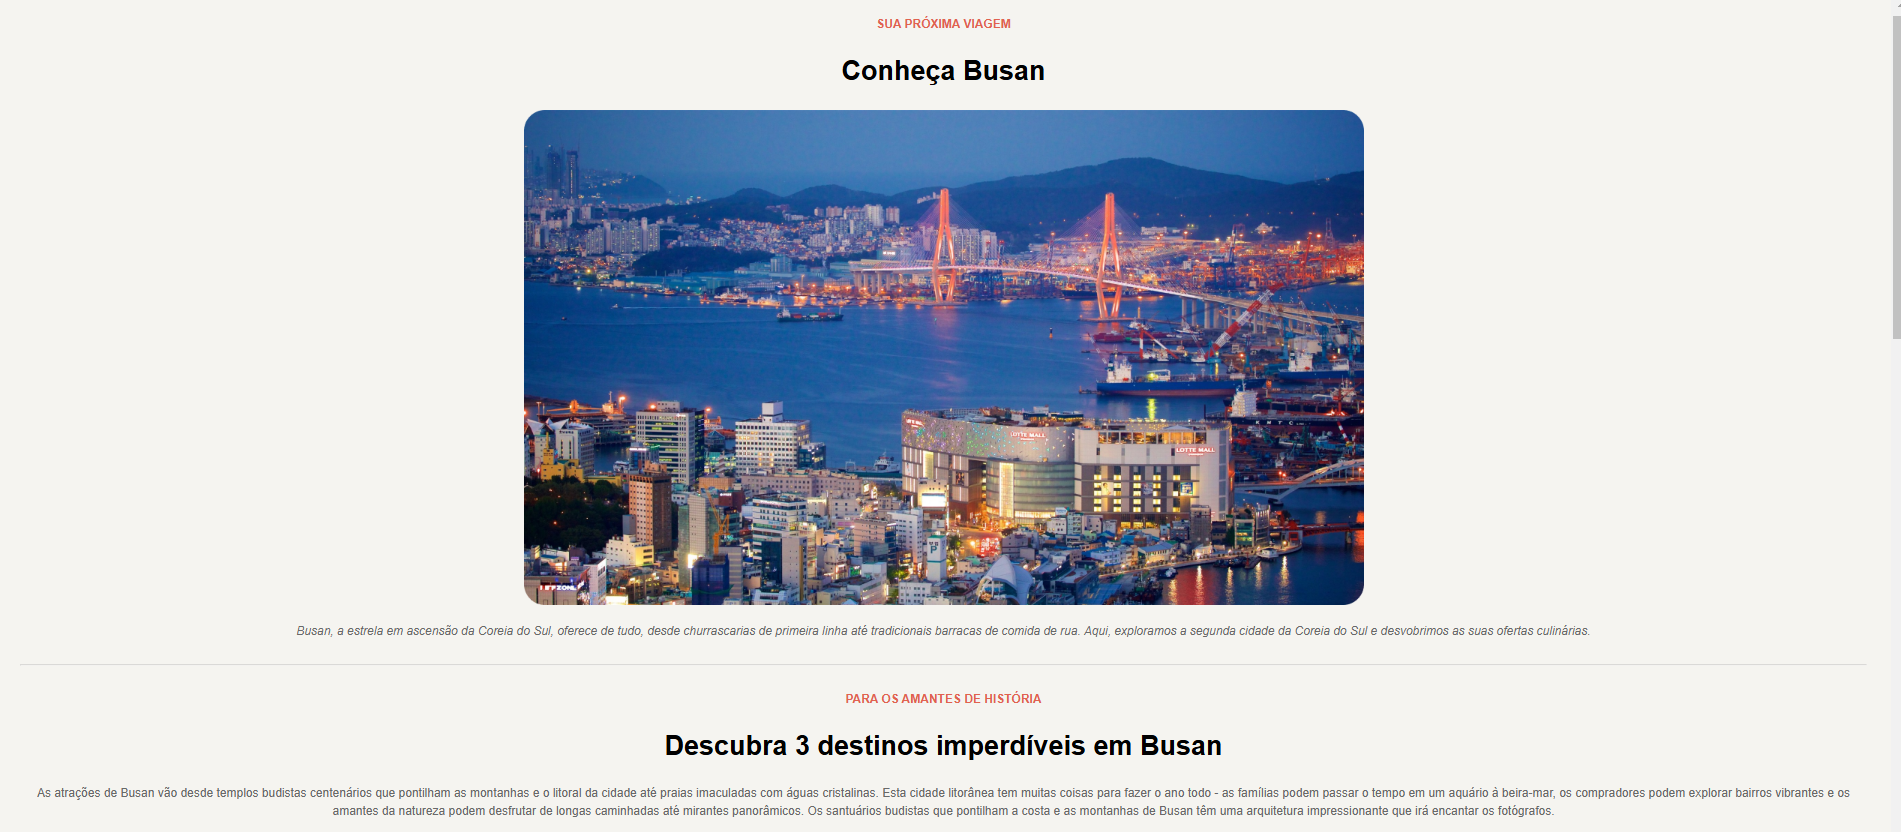 SUA PRÓXIMA VIAGEM
Conheça Busan
LOTTE MALL
LOTTE MALL
Busan, a estrela em ascensão da Coreia do Sul, oferece de tudo, desde churrascarias de primeira linha até tradicionais barracas de comida de rua. Aqui, exploramos a segunda cidade da Coreia do Sul e desvobrimos as suas ofertas culinárias.
PARA OS AMANTES DE HISTÓRIA
Descubra 3 destinos imperdíveis em Busan
As atrações de Busan vão desde templos budistas centenários que pontilham as montanhas e o litoral da cidade até praias imaculadas com águas cristalinas. Esta cidade litorânea tem muitas coisas para fazer o ano todo - as famílias podem passar o tempo em um aquário à beira-mar, os compradores podem explorar bairros vibrantes e os
amantes da natureza podem desfrutar de longas caminhadas até mirantes panorâmicos. Os santuários budistas que pontilham a costa e as montanhas de Busan têm uma arquitetura impressionante que irá encantar os fotógrafos.